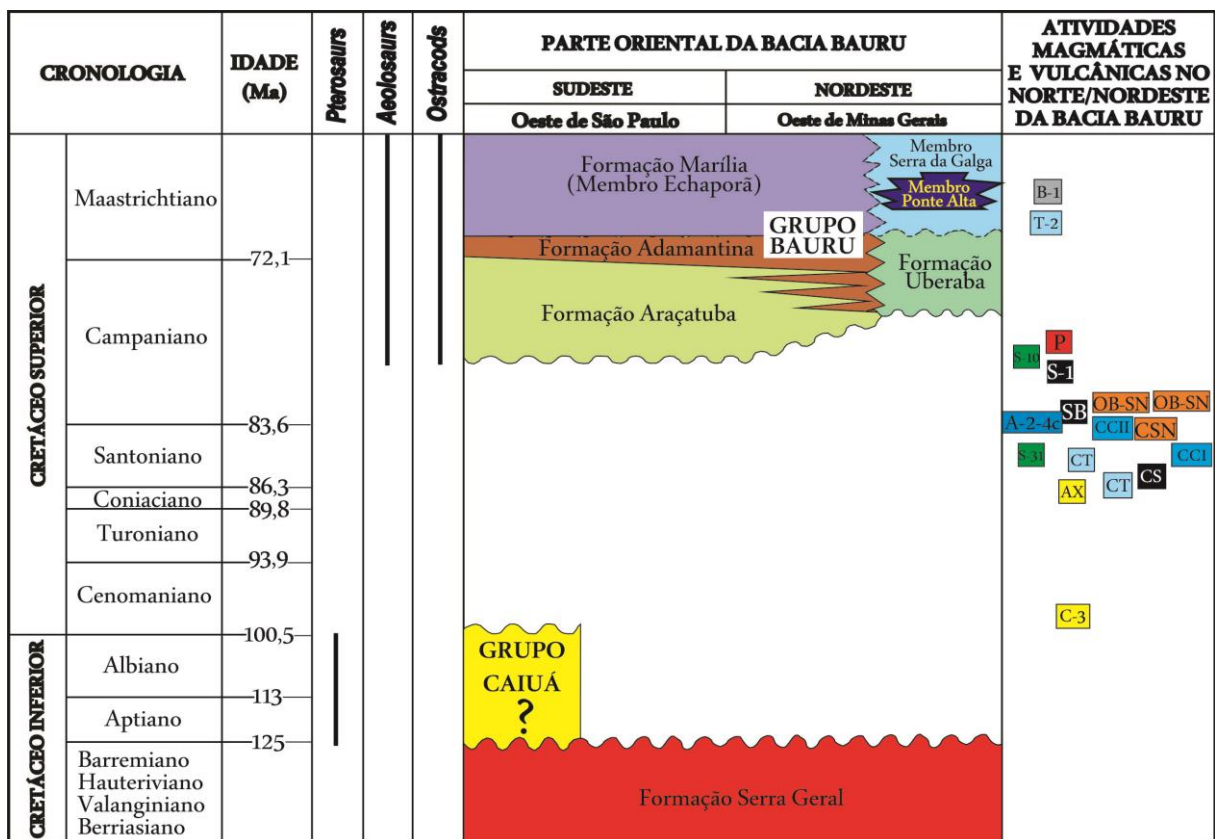 CRONOLOGIA
IDADE
(Ma)
Pterosaurs
Aeolosaurs
Ostracods
PARTE ORIENTAL DA BACIA BAURU
SUDESTE
NORDESTE
Oeste de São Paulo
Oeste de Minas Gerais
ATIVIDADES
MAGMÁTICAS
E VULCÂNICAS NO
NORTE/NORDESTE
DA BACIA BAURU
CRETÁCEO SUPERIOR
Maastrichtiano
72,1
Campaniano
83,6
Santoniano
86,3
Coniaciano
89,8
Turoniano
93,9
Cenomaniano
100,5
CRETÁCEO INFERIOR
Albiano
113
Aptiano
125
Barremiano
Hauteriviano
Valanginiano
Berriasiano
Formação Marília
(Membro Echaporã)
Membro
Serra da Galga
Membro
Ponte Alta
GRUPO
BAURU
Formação Adamantina
Formação
Uberaba
Formação Araçatuba
GRUPO
CAIUÁ
?
Formação Serra Geral
B-1
T-2
P
S-10
S-1
OB-SN
OB-SN
SB
A-2-4c
CCII
CSN
S-31
CT
CCI
CS
CT
AX
C-3